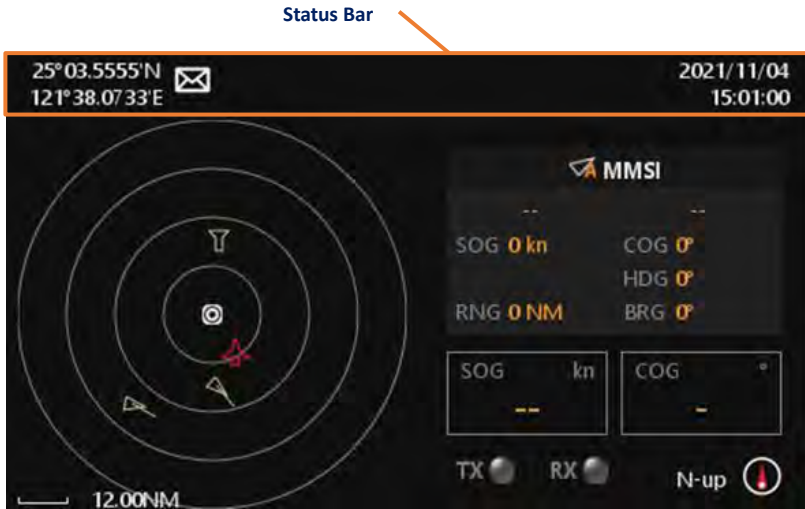 Status Bar
25°03.5555'N
121°38.0733'E
2021/11/04
15:01:00
A MMSI
-- --
SOG 0 kn COG 0°
HDG 0°
RNG 0 NM BRG 0°
SOG kn COG °
-- -
TX RX
N-up
12.00NM